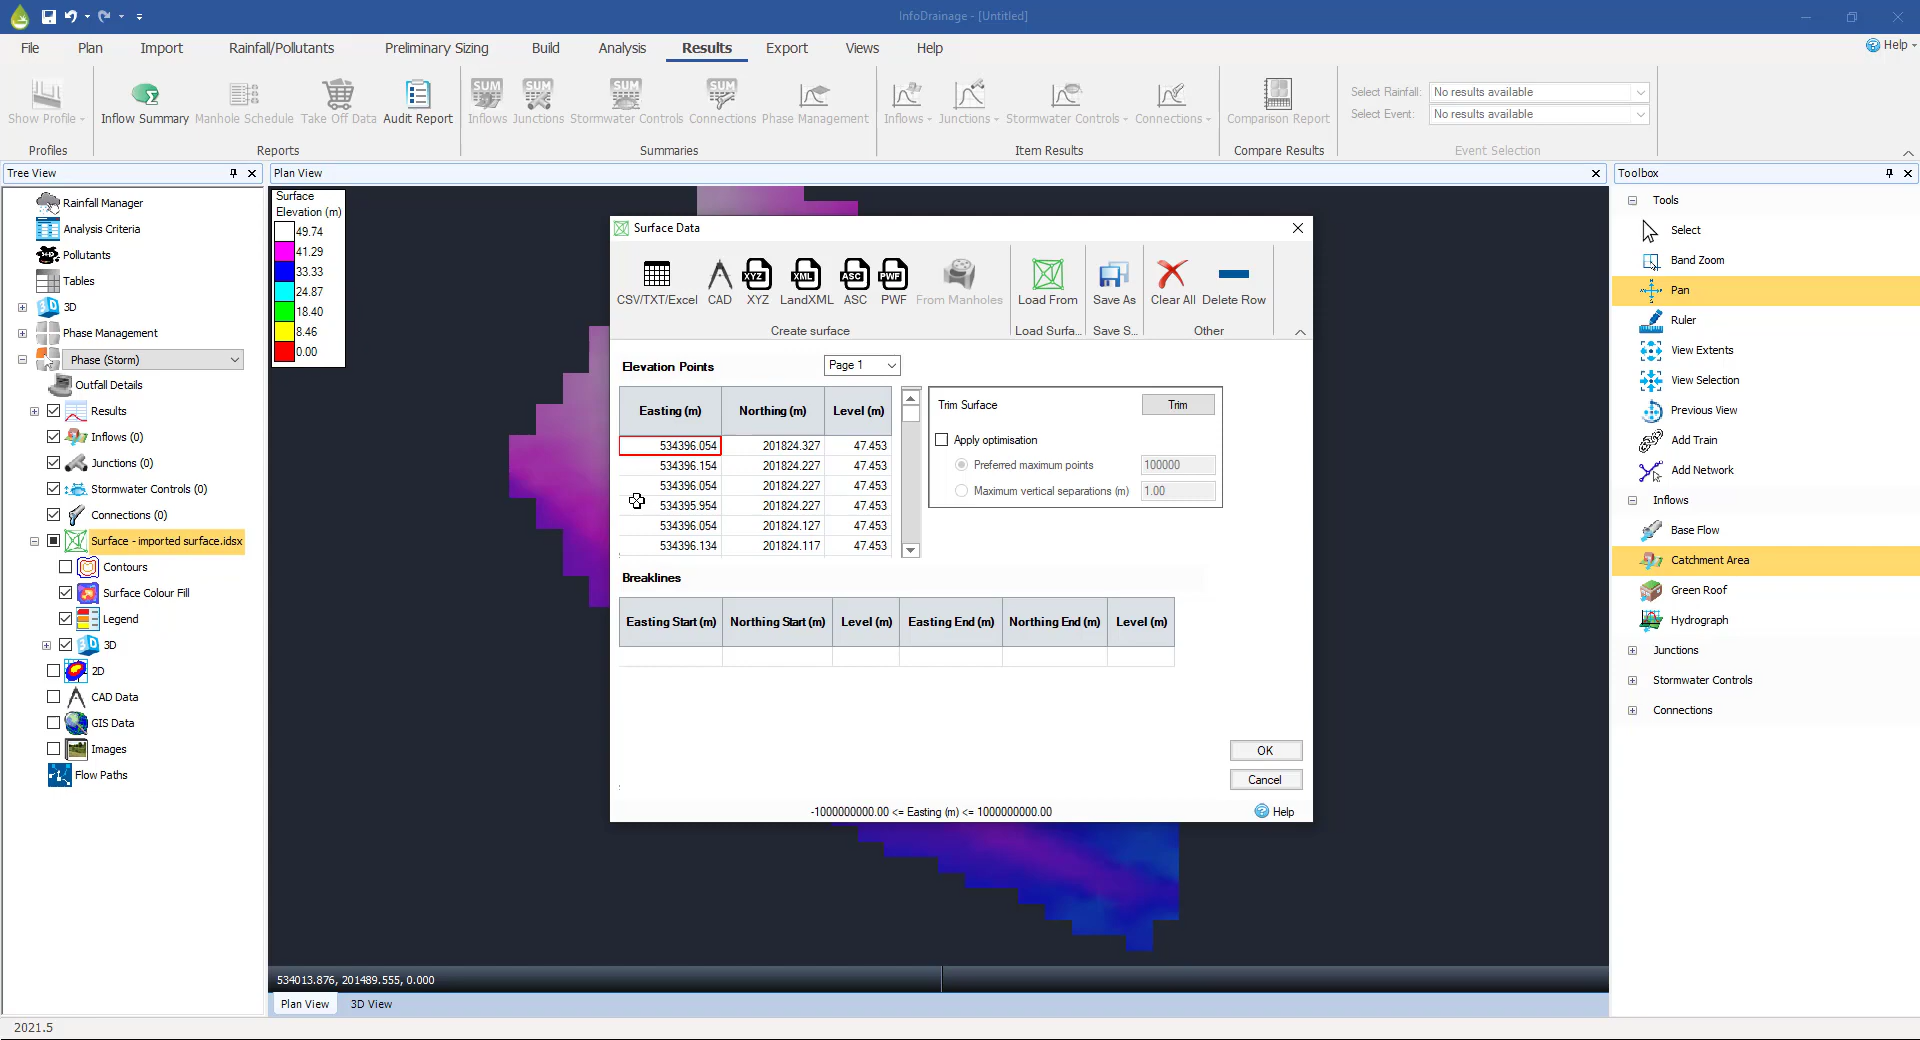 InfoDrainage - [Untitled]
File Plan Import Rainfall/Pollutants Preliminary Sizing Build Analysis Results Export Views Help
Help
Show Profile
Profiles
Inflow Summary Manhole Schedule Take Off Data Audit Report
Reports
SUM SUM SUM SUM
Inflows Junctions Stormwater Controls Connections Phase Management
Summaries
Inflows Junctions Stormwater Controls Connections
Item Results
Comparison Report
Compare Results
Select Rainfall: No results available
Select Event: No results available
Event Selection
Tree View
Rainfall Manager
Analysis Criteria
Pollutants
Tables
3D
Phase Management
Phase (Storm)
Outfall Details
Results
Inflows (0)
Junctions (0)
Stormwater Controls (0)
Connections (0)
Surface - imported surface.idsx
Contours
Surface Colour Fill
Legend
3D
2D
CAD Data
GIS Data
Images
Flow Paths
Plan View
Surface
Elevation (m)
49.74
41.29
33.33
24.87
18.40
8.46
0.00
Surface Data
XYZ XML ASC PWF
CSV/TXT/Excel CAD XYZ LandXML ASC PWF From Manholes
Create surface
Load From
Load Surfa...
Save As
Save S...
Clear All Delete Row
Other
Elevation Points
Page 1
Easting (m) Northing (m) Level (m)
534396.054 201824.327 47.453
534396.154 201824.227 47.453
534396.054 201824.227 47.453
534395.954 201824.227 47.453
534396.054 201824.127 47.453
534396.134 201824.117 47.453
Trim Surface
Trim
Apply optimisation
Preferred maximum points 100000
Maximum vertical separations (m) 1.00
Breaklines
Easting Start (m) Northing Start (m) Level (m) Easting End (m) Northing End (m) Level (m)
OK
Cancel
-1000000000.00 <= Easting (m) <= 1000000000.00
Help
534013.876, 201489.555, 0.000
Plan View 3D View
Toolbox
Tools
Select
Band Zoom
Pan
Ruler
View Extents
View Selection
Previous View
Add Train
Add Network
Inflows
Base Flow
Catchment Area
Green Roof
Hydrograph
Junctions
Stormwater Controls
Connections
2021.5